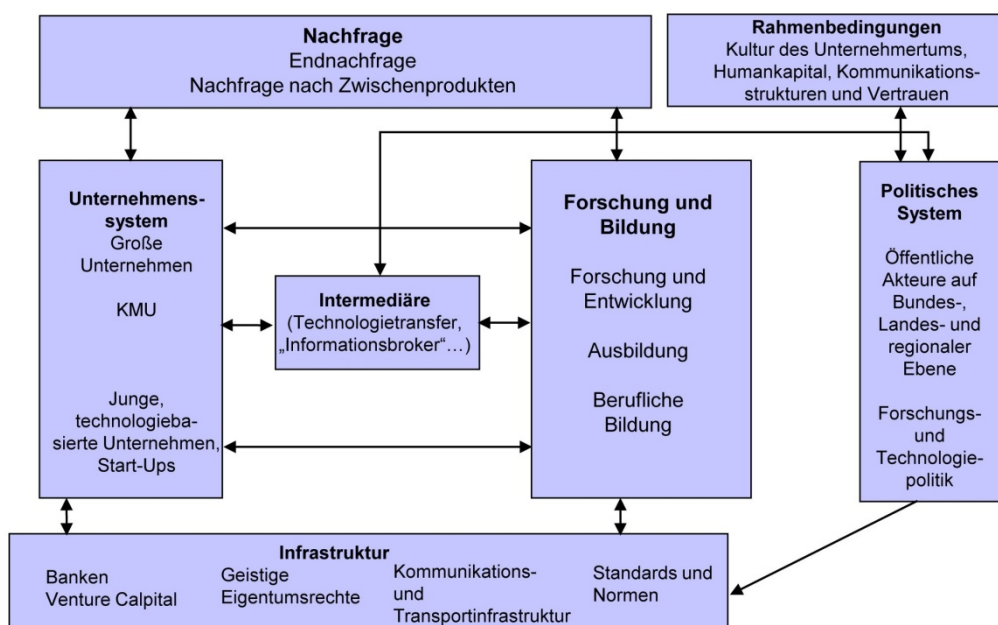 Nachfrage
Endnachfrage
Nachfrage nach Zwischenprodukten
Rahmenbedingungen
Kultur des Unternehmertums,
Humankapital, Kommunikations-
strukturen und Vertrauen
Unternehmens-
system
Große
Unternehmen
KMU
Junge,
technologieba-
sierte Unternehmen,
Start-Ups
Intermediäre
(Technologietransfer,
„Informationsbroker“…)
Forschung und
Bildung
Forschung und
Entwicklung
Ausbildung
Berufliche
Bildung
Politisches
System
Öffentliche
Akteure auf
Bundes-,
Landes- und
regionaler
Ebene
Forschungs-
und
Technologie-
politik
Infrastruktur
Banken
Venture Calpital
Geistige
Eigentumsrechte
Kommunikations-
und
Transportinfrastruktur
Standards und
Normen